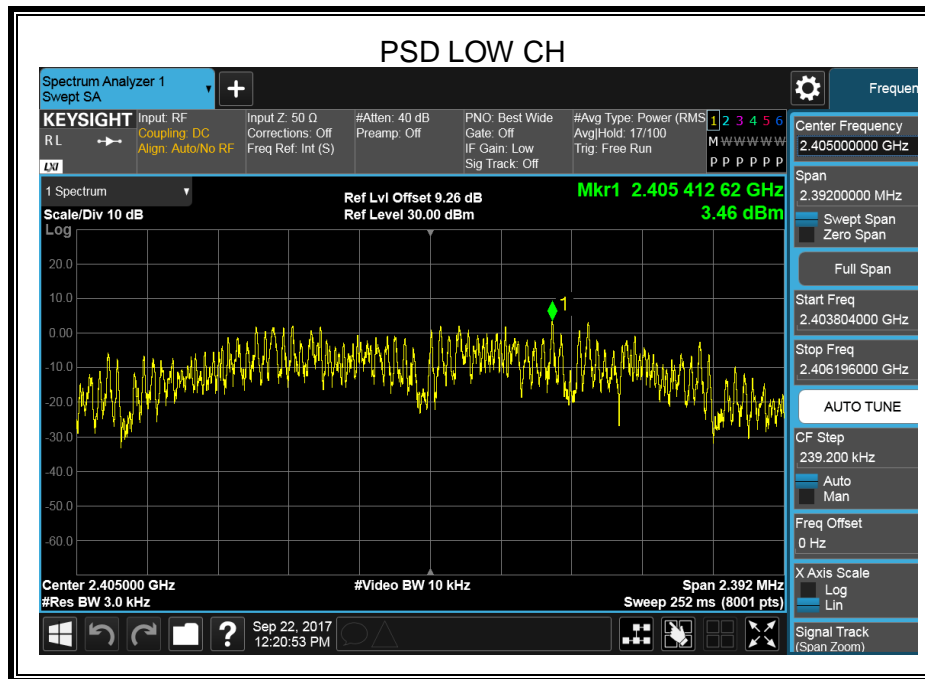 PSD LOW CH
Spectrum Analyzer 1
Swept SA
Frequen
KEYSIGHT
R L
LXI
Input: RF
Coupling: DC
Align: Auto/No RF
Input Z: 50 Ω
Corrections: Off
Freq Ref: Int (S)
#Atten: 40 dB
Preamp: Off
PNO: Best Wide
Gate: Off
IF Gain: Low
Sig Track: Off
#Avg Type: Power (RMS
Avg|Hold: 17/100
Trig: Free Run
1 2 3 4 5 6
M W W W W W
P P P P P P
1 Spectrum
Scale/Div 10 dB
Log
Ref Lvl Offset 9.26 dB
Ref Level 30.00 dBm
Mkr1 2.405 412 62 GHz
3.46 dBm
20.0
10.0
0.00
-10.0
-20.0
-30.0
-40.0
-50.0
-60.0
1
Center 2.405000 GHz
#Res BW 3.0 kHz
#Video BW 10 kHz
Span 2.392 MHz
Sweep 252 ms (8001 pts)
Center Frequency
2.405000000 GHz
Span
2.39200000 MHz
Swept Span
Zero Span
Full Span
Start Freq
2.403804000 GHz
Stop Freq
2.406196000 GHz
AUTO TUNE
CF Step
239.200 kHz
Auto
Man
Freq Offset
0 Hz
X Axis Scale
Log
Lin
Signal Track
(Span Zoom)
?
Sep 22, 2017
12:20:53 PM